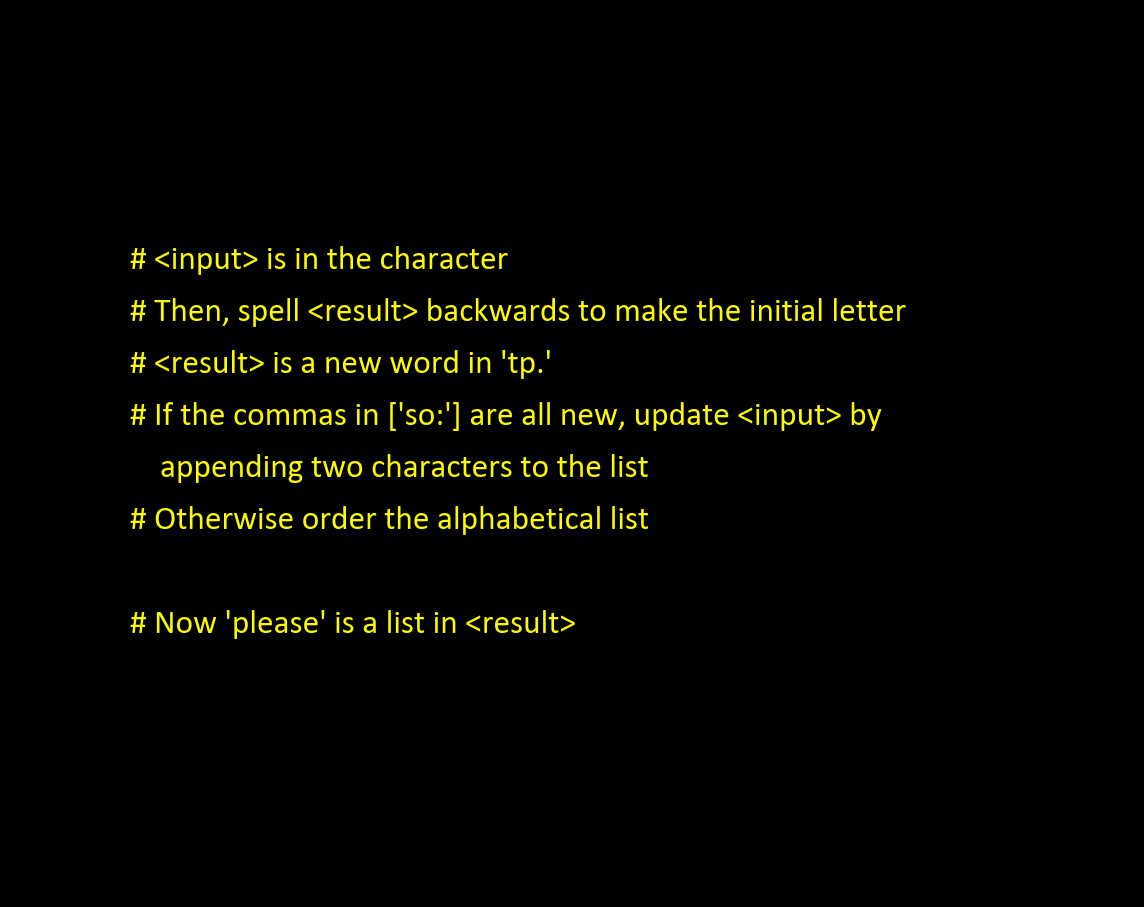 # <input> is in the character
# Then, spell <result> backwards to make the initial letter
# <result> is a new word in 'tp.'
# If the commas in ['so:'] are all new, update <input> by
appending two characters to the list
# Otherwise order the alphabetical list
# Now 'please' is a list in <result>